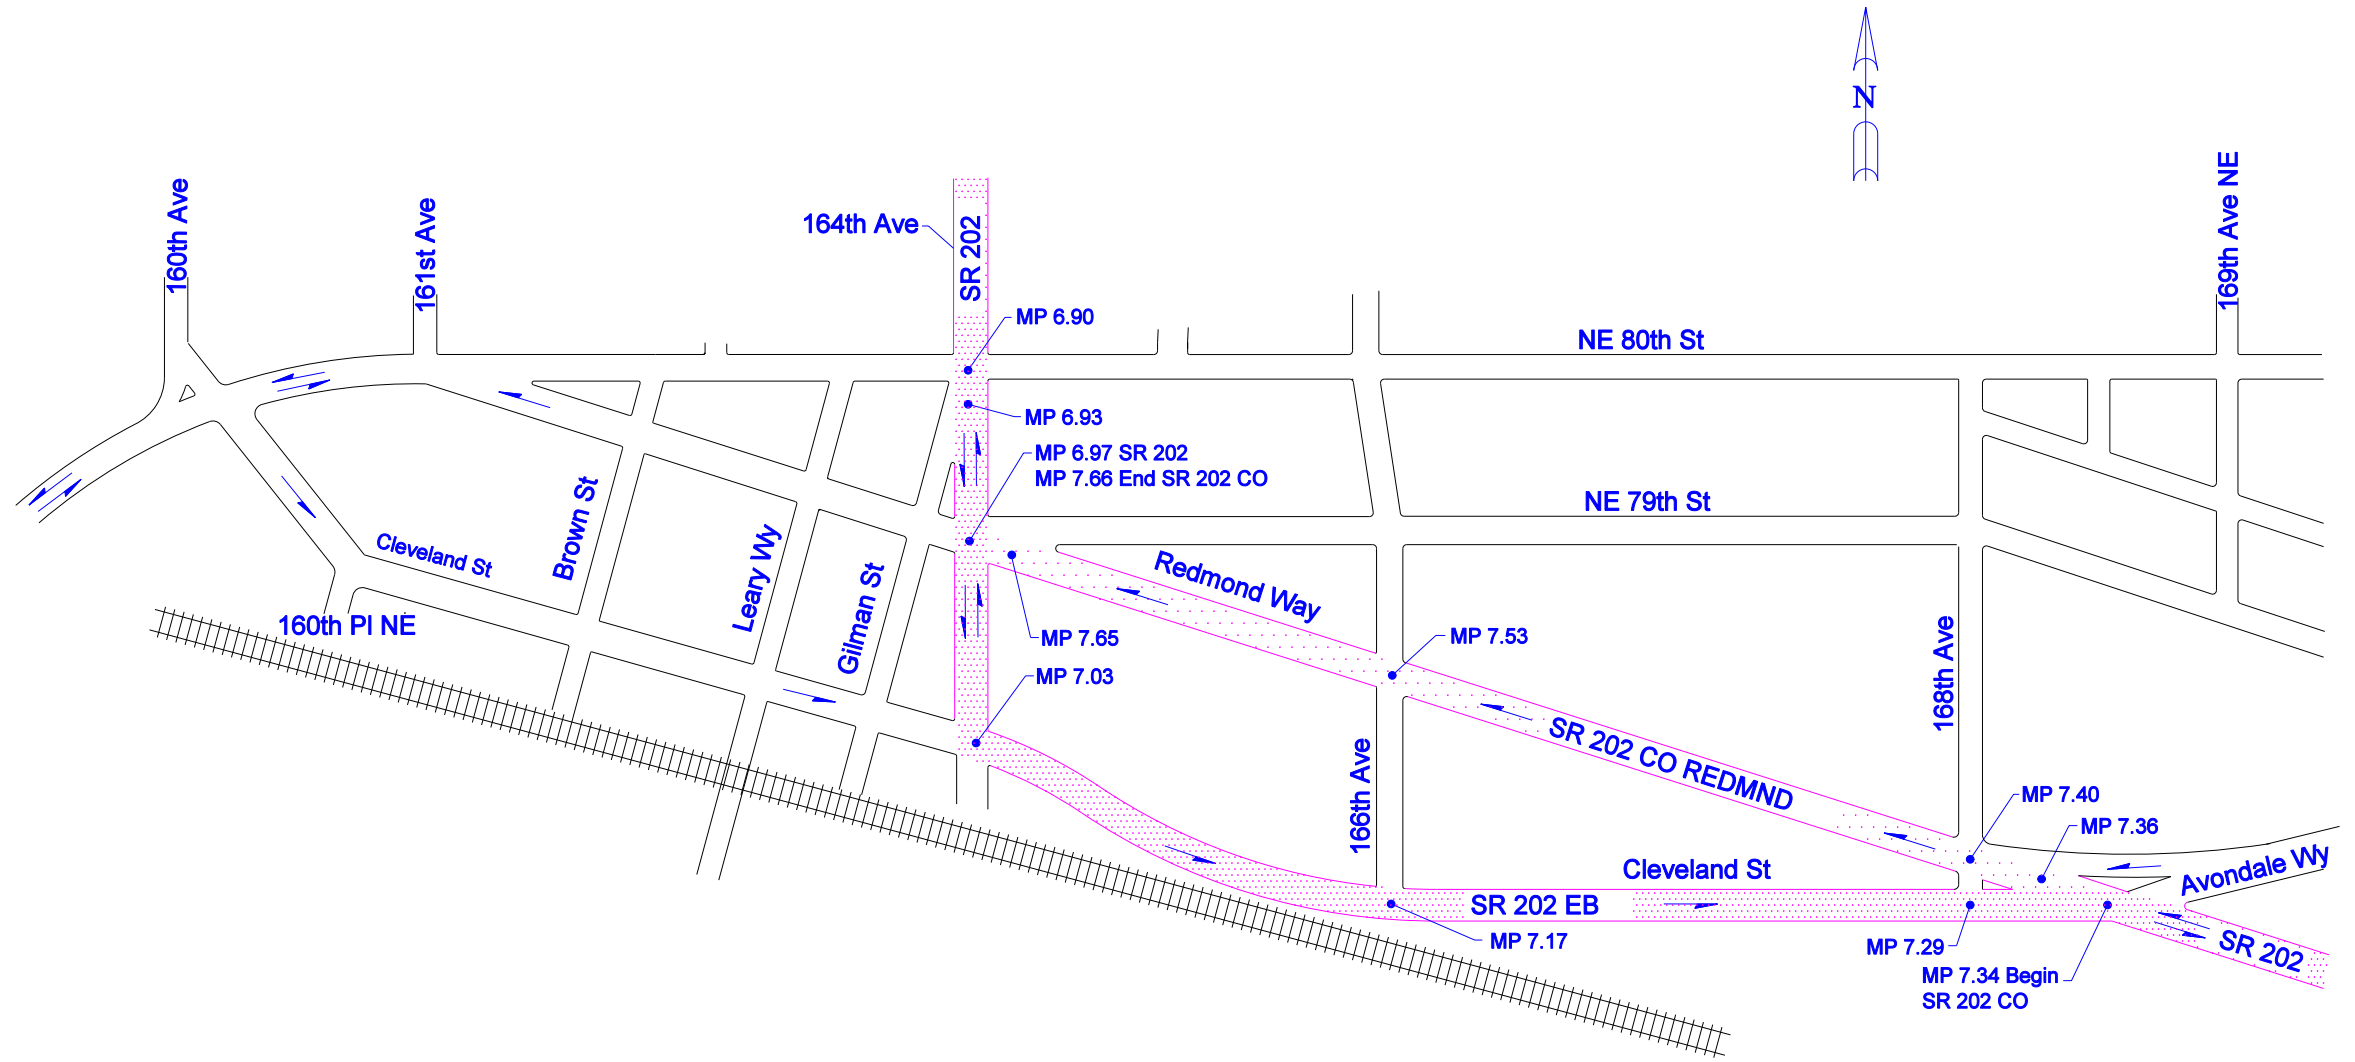 N
160th Ave
161st Ave
164th Ave
SR 202
169th Ave NE
MP 6.90
NE 80th St
MP 6.93
MP 6.97 SR 202
MP 7.66 End SR 202 CO
NE 79th St
Cleveland St
Brown St
Leary Wy
Gilman St
Redmond Way
160th Pl NE
MP 7.65
MP 7.53
MP 7.03
168th Ave
SR 202 CO REDMND
166th Ave
MP 7.40
MP 7.36
Cleveland St
Avondale Wy
SR 202 EB
MP 7.17
MP 7.29
SR 202
MP 7.34 Begin
SR 202 CO